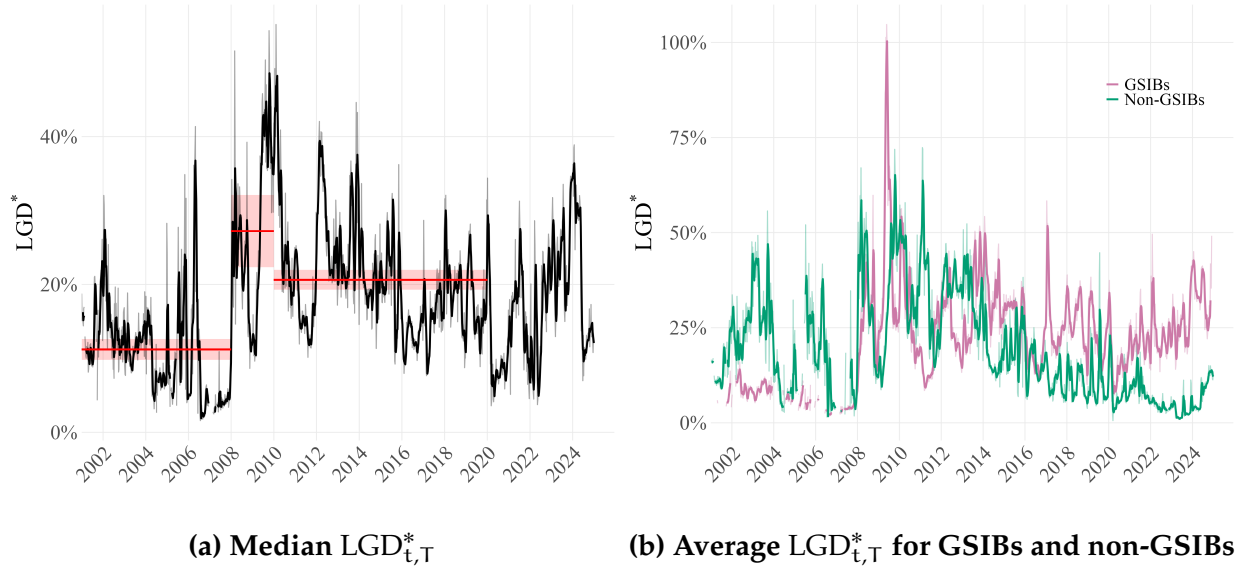 LGD*
40%
20%
0%
2002 2004 2006 2008 2010 2012 2014 2016 2018 2020 2022 2024
(a) Median LGD*t,T
LGD*
100%
75%
50%
25%
0%
GSIBs
Non-GSIBs
2002 2004 2006 2008 2010 2012 2014 2016 2018 2020 2022 2024
(b) Average LGD*t,T for GSIBs and non-GSIBs